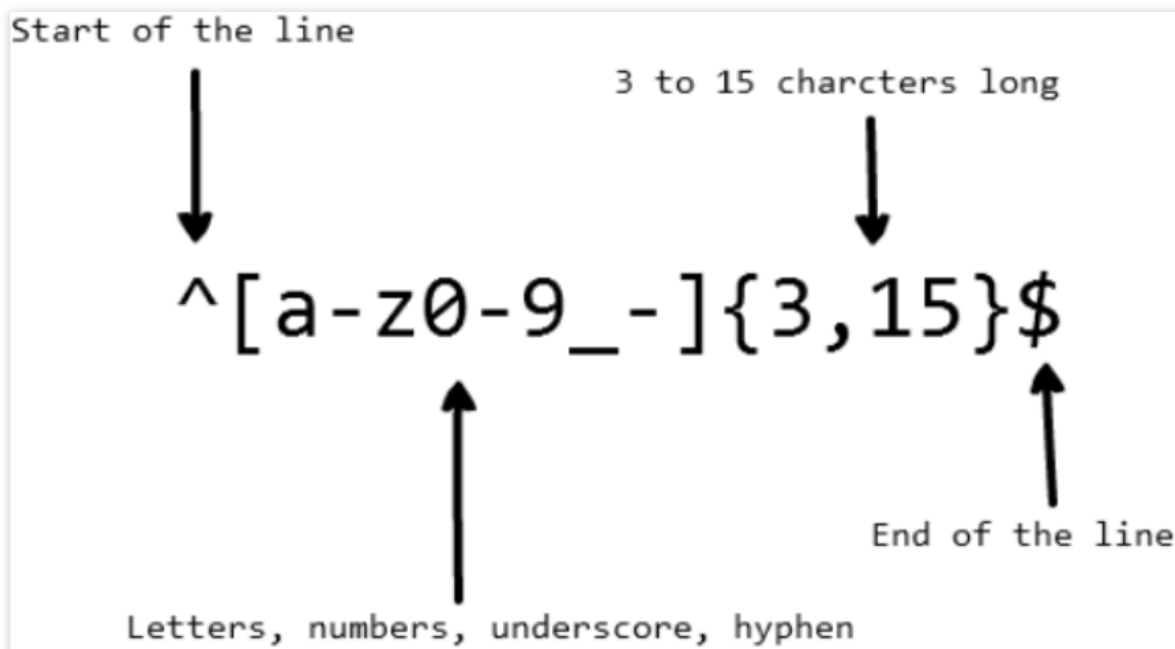 Start of the line
3 to 15 charcters long
^[a-z0-9_-]{3,15}$
End of the line
Letters, numbers, underscore, hyphen